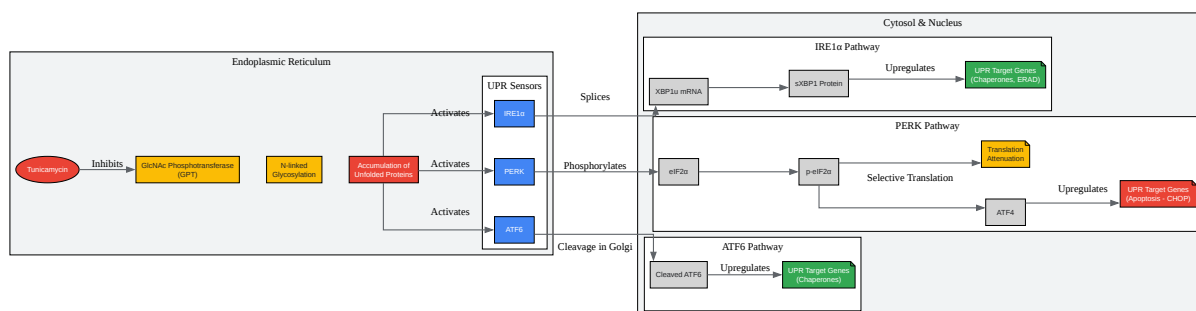 Endoplasmic Reticulum
Tunicamycin
Inhibits
GlcNAc Phosphotransferase
(GPT)
N-linked
Glycosylation
Accumulation of
Unfolded Proteins
Activates
Activates
Activates
UPR Sensors
IRE1α
PERK
ATF6
Splices
Phosphorylates
Cleavage in Golgi
Cytosol & Nucleus
IRE1α Pathway
XBP1u mRNA
sXBP1 Protein
Upregulates
UPR Target Genes
(Chaperones, ERAD)
PERK Pathway
eIF2α
p-eIF2α
Translation
Attenuation
Selective Translation
ATF4
Upregulates
UPR Target Genes
(Apoptosis - CHOP)
ATF6 Pathway
Cleaved ATF6
Upregulates
UPR Target Genes
(Chaperones)